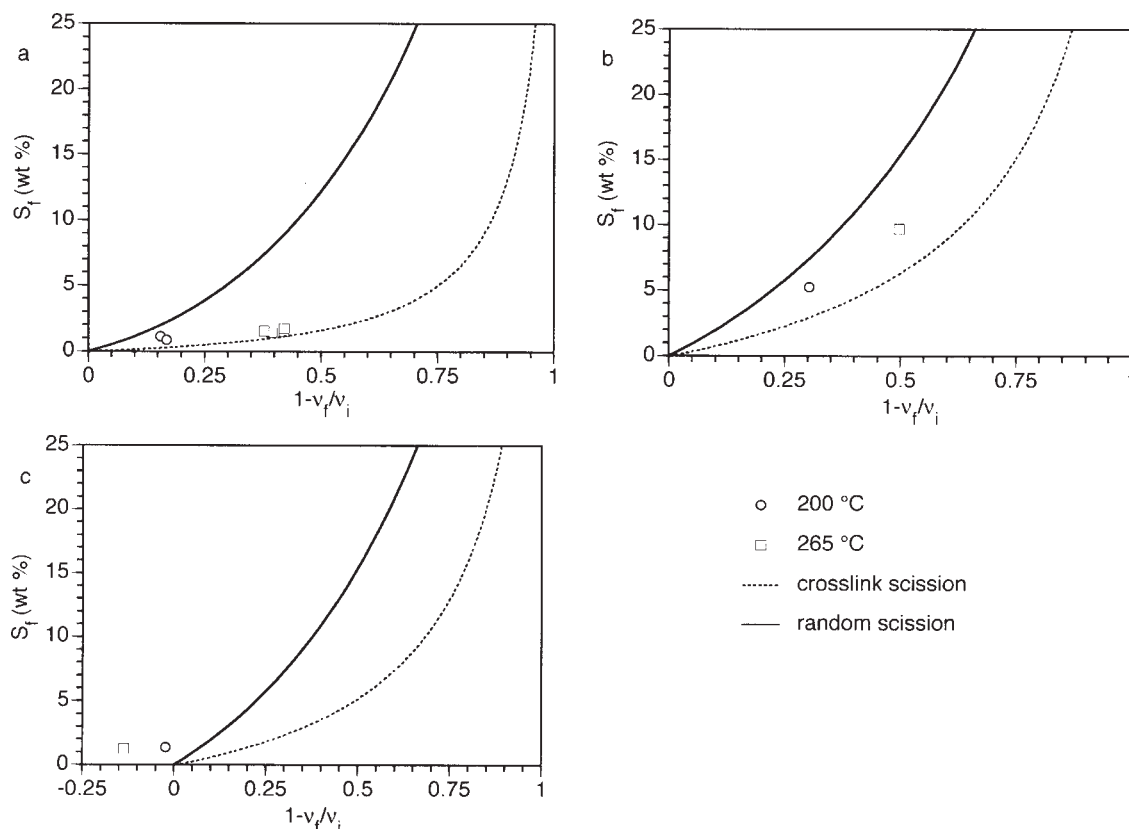 a
25
20
15
10
5
0
S_f (wt %)
0 0.25 0.5 0.75 1
1-ν_f/ν_i
b
25
20
15
10
5
0
S_f (wt %)
0 0.25 0.5 0.75 1
1-ν_f/ν_i
c
25
20
15
10
5
0
S_f (wt %)
-0.25 0 0.25 0.5 0.75 1
1-ν_f/ν_i
200 °C
265 °C
crosslink scission
random scission